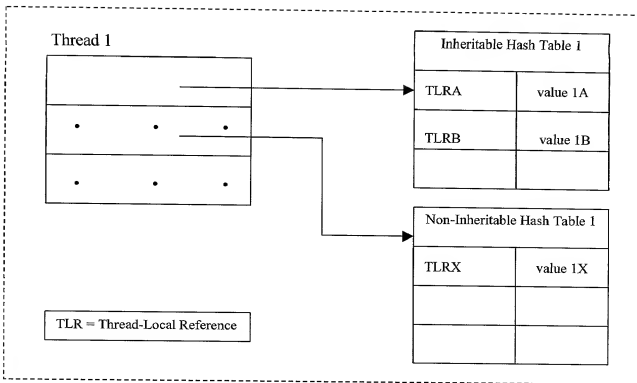 Thread 1
Inheritable Hash Table 1
TLRA value 1A
TLRB value 1B
Non-Inheritable Hash Table 1
TLRX value 1X
TLR = Thread-Local Reference